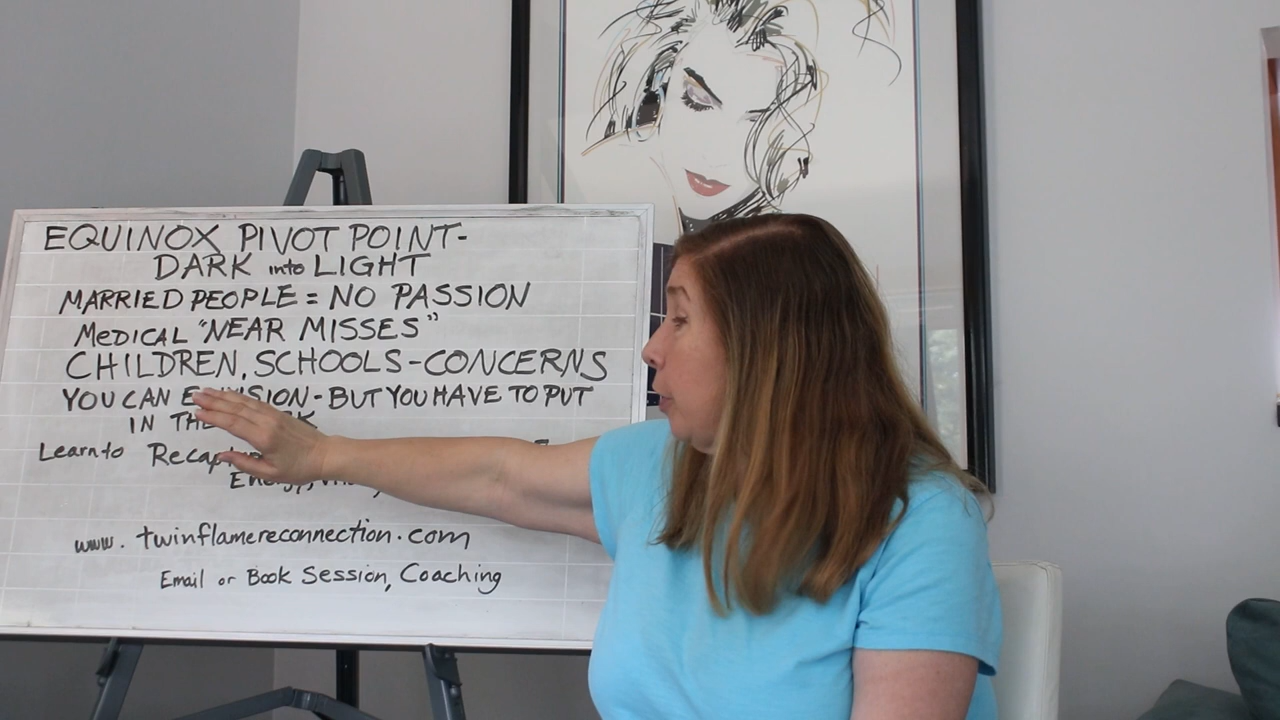 EQUINOX PIVOT POINT-
DARK into LIGHT
MARRIED PEOPLE = NO PASSION
MEDICAL "NEAR MISSES"
CHILDREN, SCHOOLS - CONCERNS
YOU CAN - BUT YOU HAVE TO PUT
IN
Learn to
Energy,
www.twinflamereconnection.com
Email or Book Session, Coaching